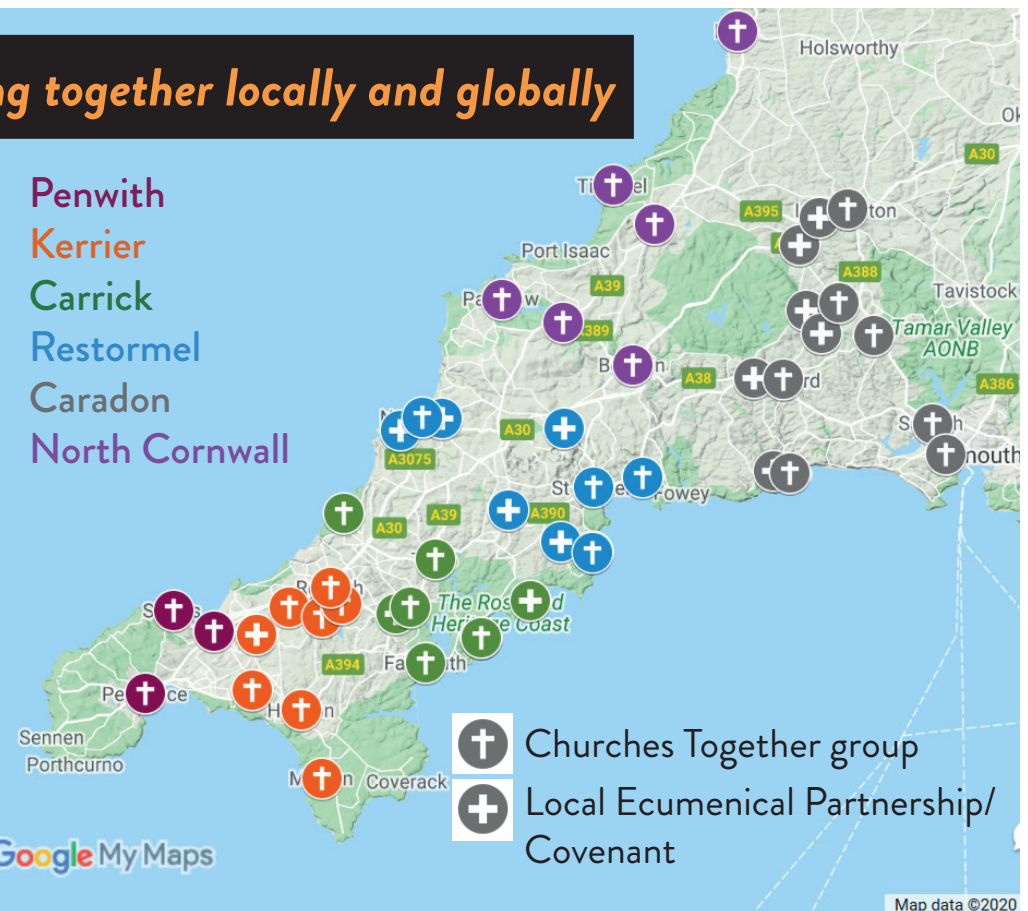 ng together locally and globally
Holsworthy
A30
Penwith
Kerrier
Carrick
Restormel
Caradon
North Cornwall
A395
Port Isaac
A388
A39
Tavistock
Tamar Valley
AONB
A38
A386
A30
A3075
Fowey
A39
A390
A30
Heritage Coast
A394
Sennen
Porthcurno
Coverack
Churches Together group
Local Ecumenical Partnership/
Covenant
Google My Maps
Map data ©2020